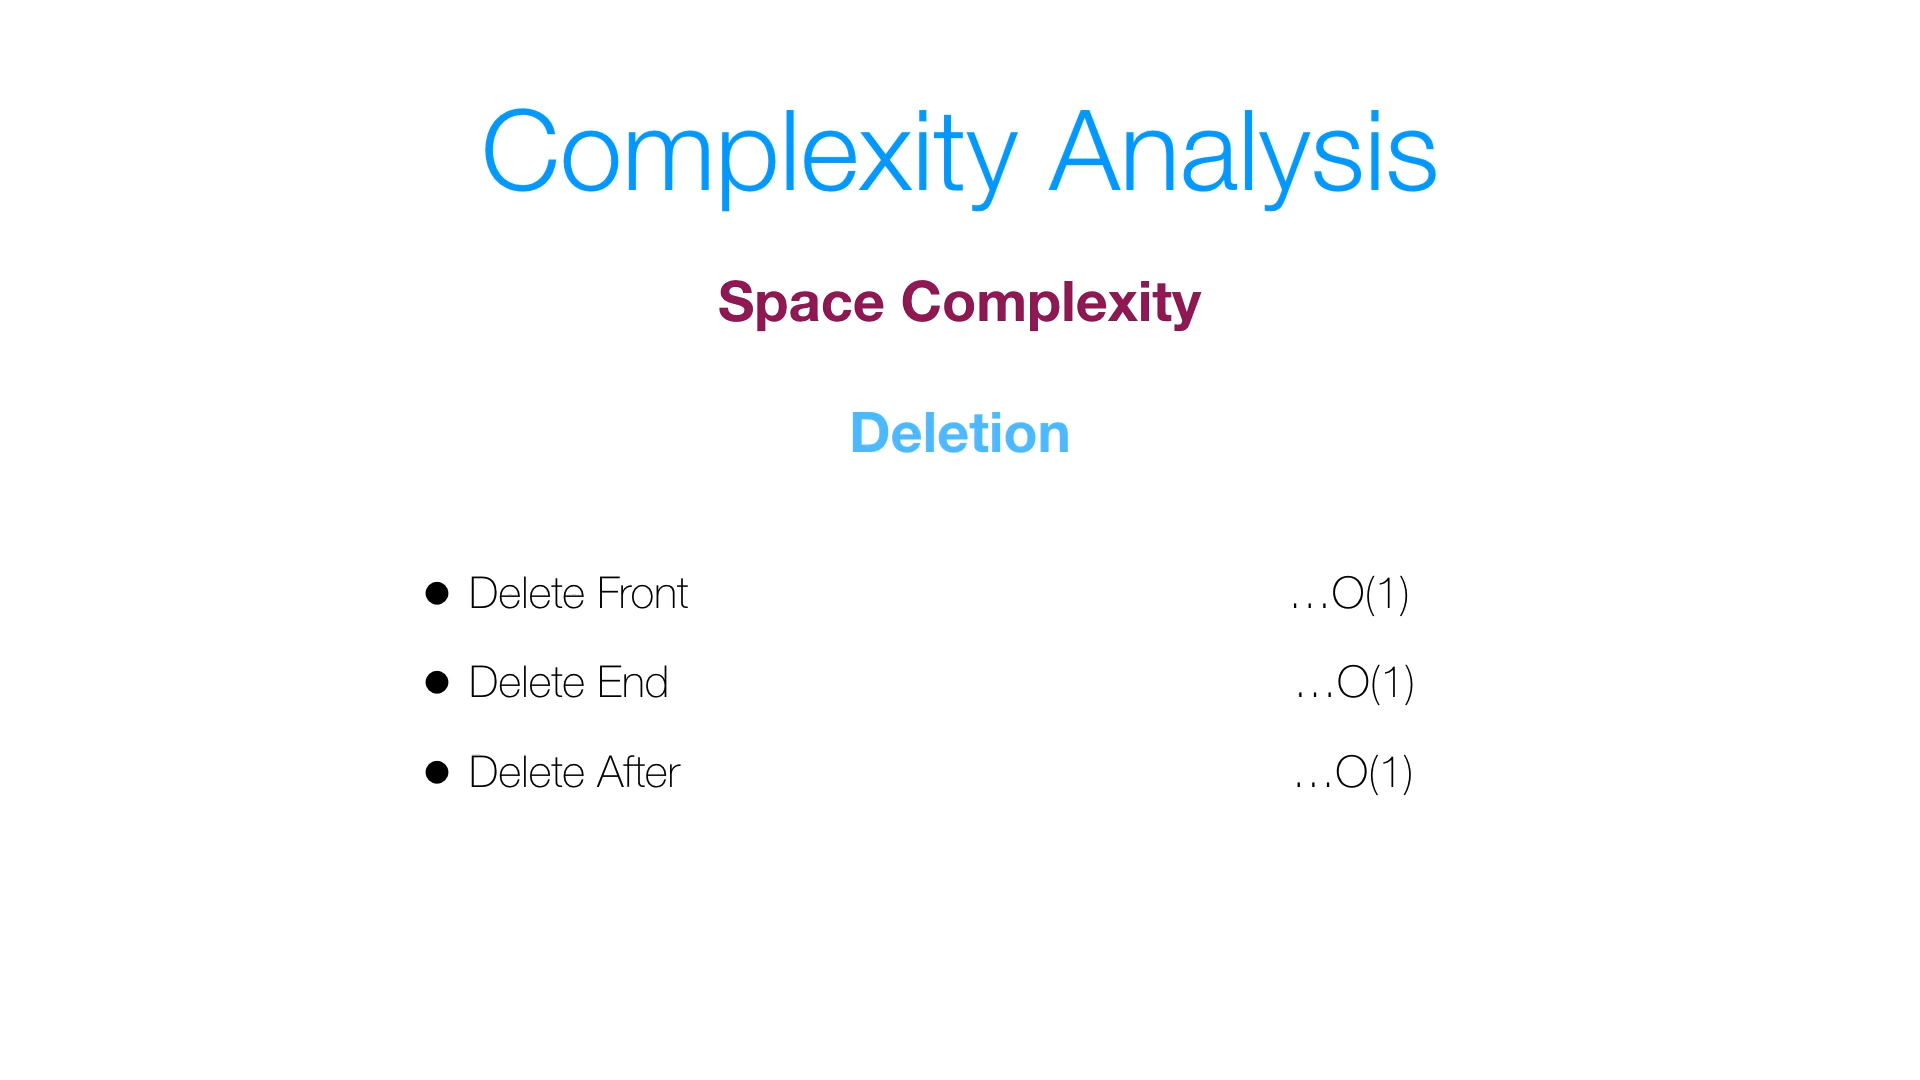 Complexity Analysis
Space Complexity
Deletion
● Delete Front …O(1)
● Delete End …O(1)
● Delete After …O(1)